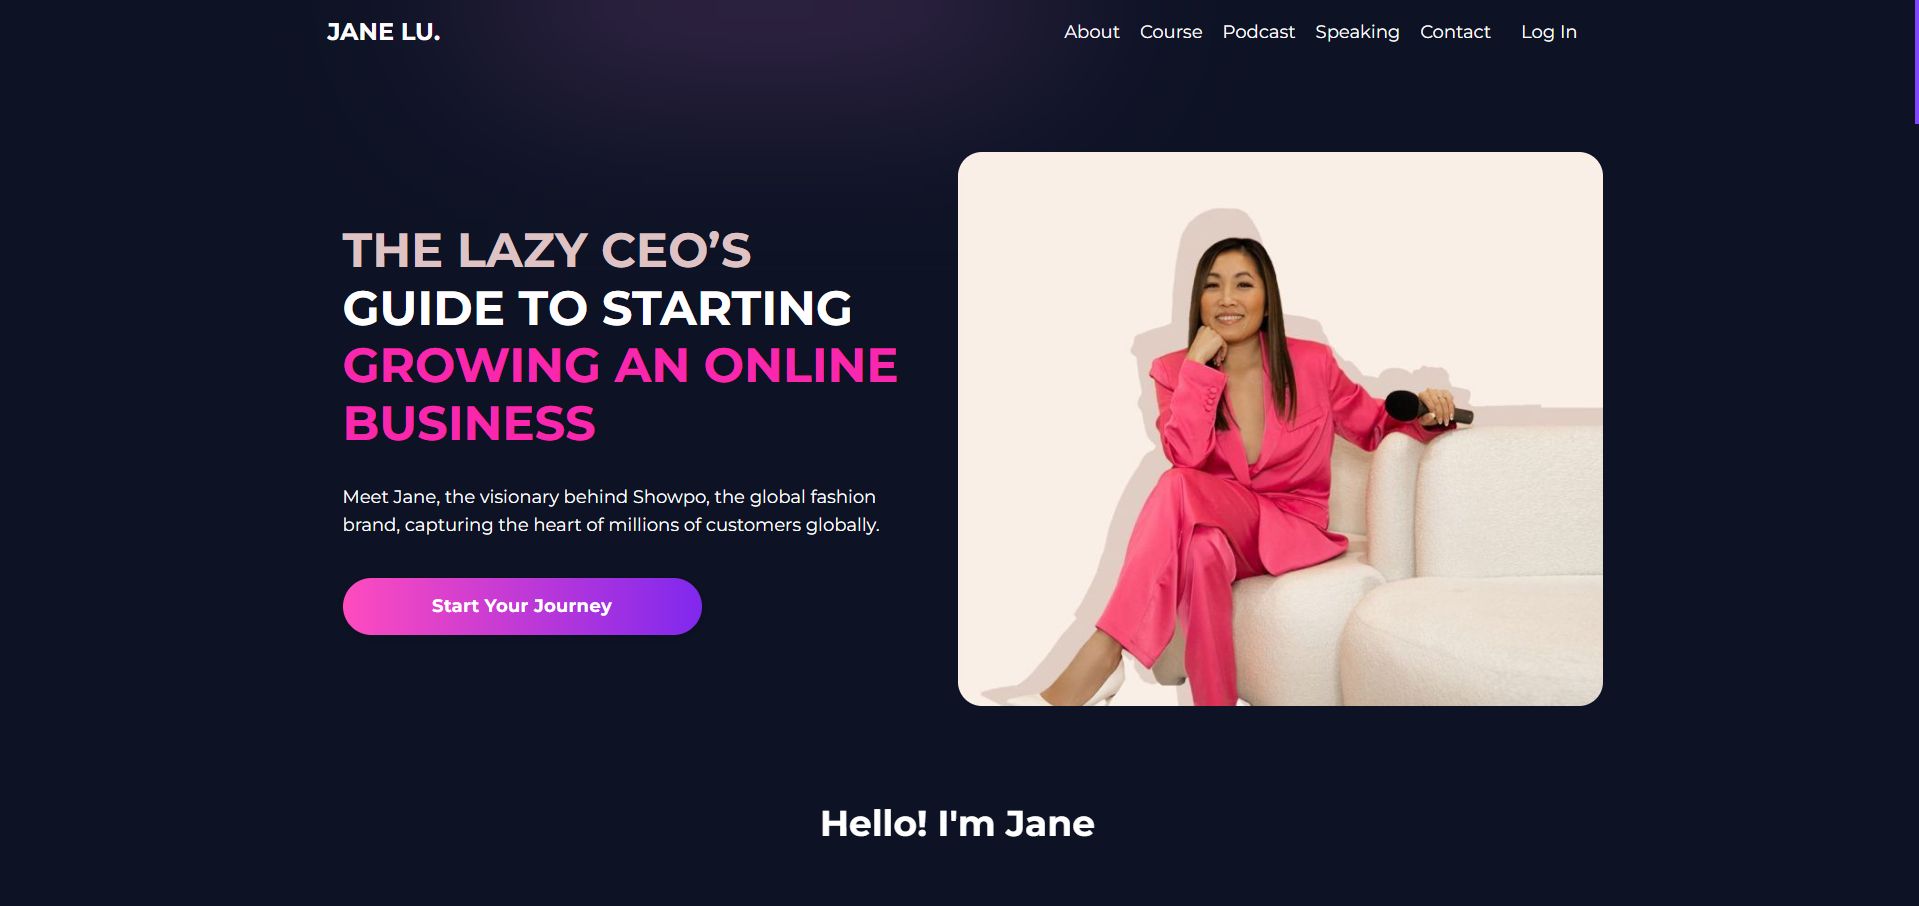 JANE LU.
About Course Podcast Speaking Contact Log In
THE LAZY CEO’S
GUIDE TO STARTING
GROWING AN ONLINE
BUSINESS
Meet Jane, the visionary behind Showpo, the global fashion
brand, capturing the heart of millions of customers globally.
Start Your Journey
Hello! I'm Jane